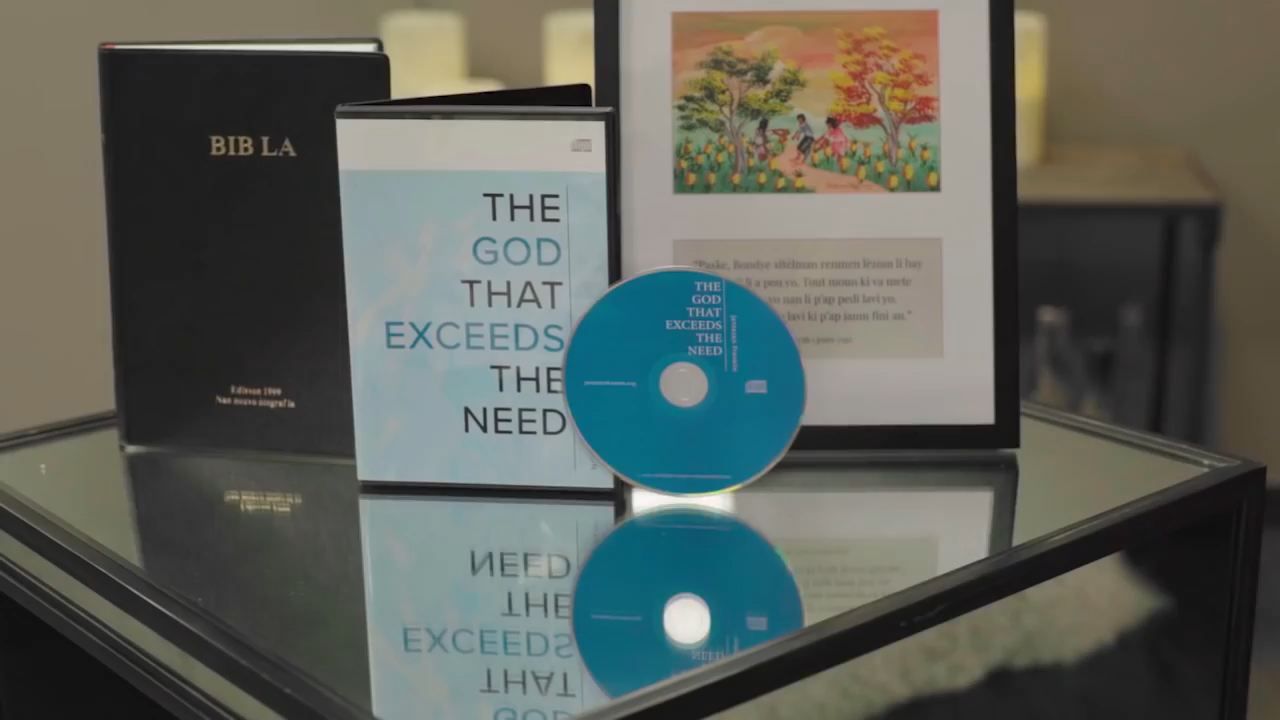 BIB LA
Edisyon 1999
Nan nouvo òtograf la
THE
GOD
THAT
EXCEEDS
THE
NEED
THE
GOD
THAT
EXCEEDS
THE
NEED
"Paske, Bondye sitèlman renmen lèzòm li bay
li a pou yo. Tout moun ki va mete
yo nan li p'ap pedi lavi yo.
lavi ki p'ap janm fini an."